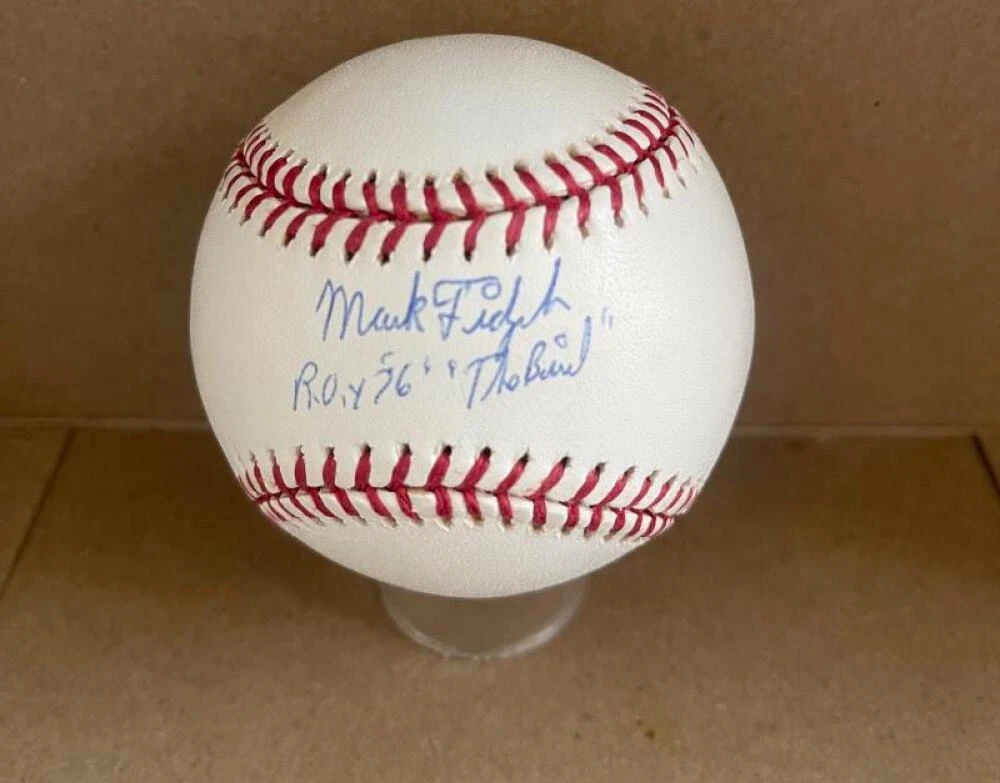 Mark Fidrych
R.O.Y "76" "The Bird"